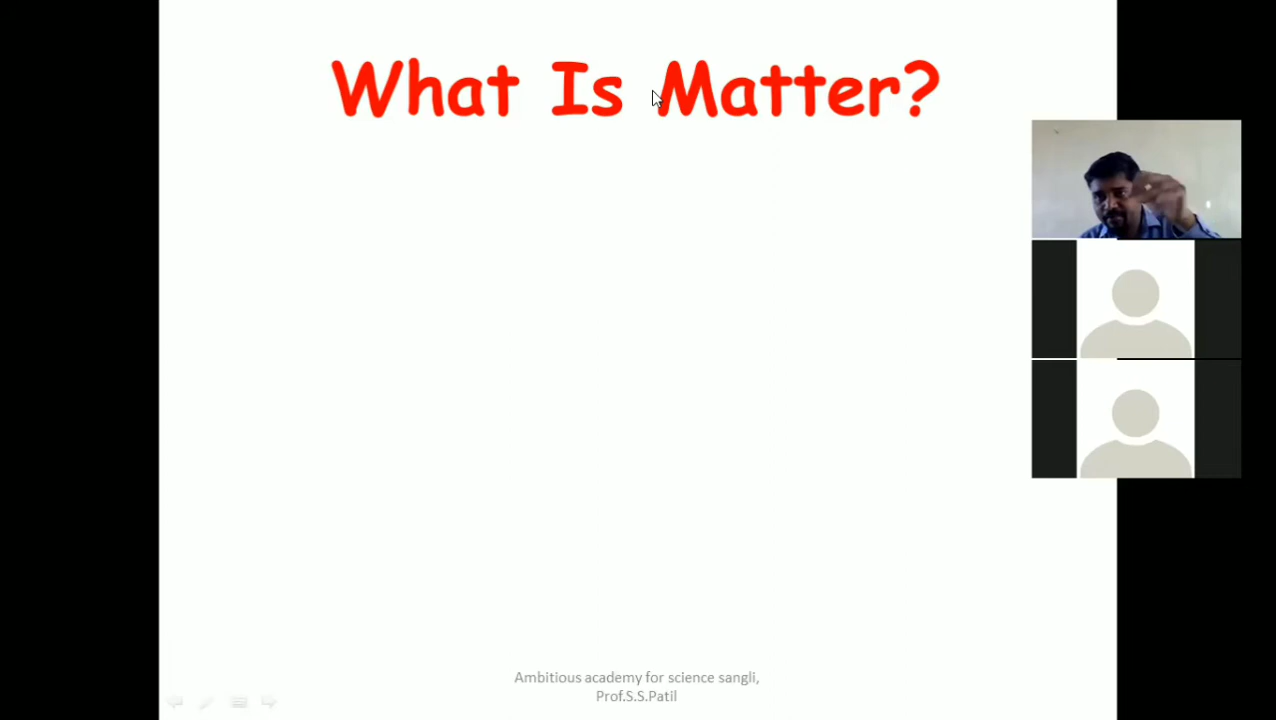 What Is Matter?
Ambitious academy for science sangli,
Prof.S.S.Patil